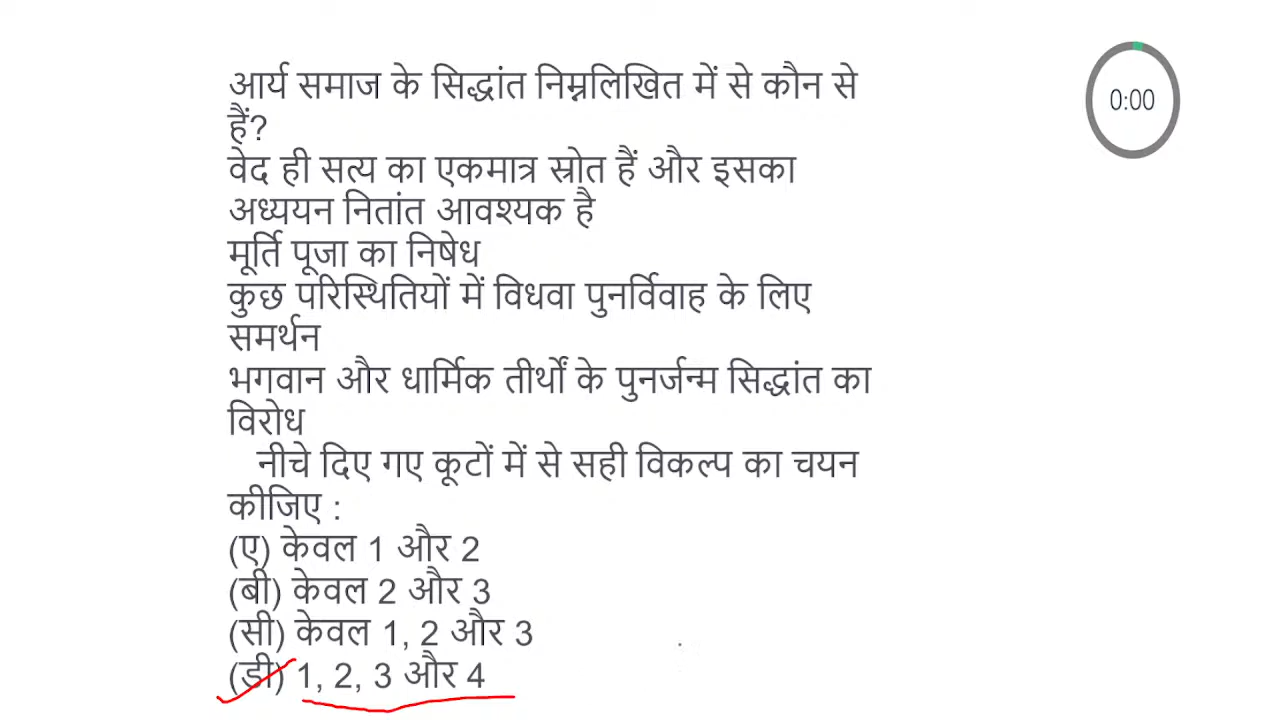 आर्य समाज के सिद्धांत निम्नलिखित में से कौन से
हैं?
वेद ही सत्य का एकमात्र स्रोत हैं और इसका
अध्ययन नितांत आवश्यक है
मूर्ति पूजा का निषेध
कुछ परिस्थितियों में विधवा पुनर्विवाह के लिए
समर्थन
भगवान और धार्मिक तीर्थों के पुनर्जन्म सिद्धांत का
विरोध
नीचे दिए गए कूटों में से सही विकल्प का चयन
कीजिए :
(ए) केवल 1 और 2
(बी) केवल 2 और 3
(सी) केवल 1, 2 और 3
(डी) 1, 2, 3 और 4
0:00